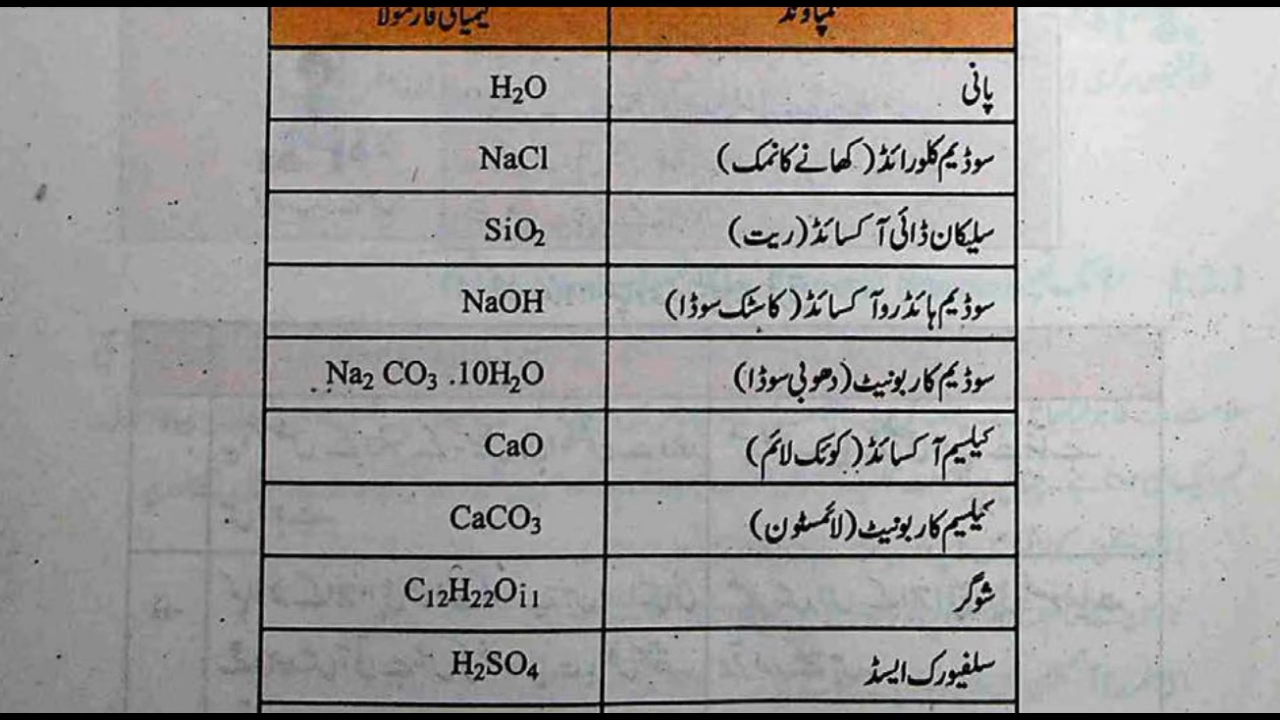 کمپاؤنڈ کیمیائی فارمولا
پانی H₂O
سوڈیم کلورائڈ (کھانے کا نمک) NaCl
سلیکان ڈائی آکسائڈ (ریت) SiO₂
سوڈیم ہائڈروآکسائڈ (کاسٹک سوڈا) NaOH
سوڈیم کاربونیٹ (دھوبی سوڈا) Na₂ CO₃ .10H₂O
کیلسیم آکسائڈ (کوئک لائم) CaO
کیلسیم کاربونیٹ (لائمسٹون) CaCO₃
شوگر C₁₂H₂₂O₁₁
سلفیورک ایسڈ H₂SO₄